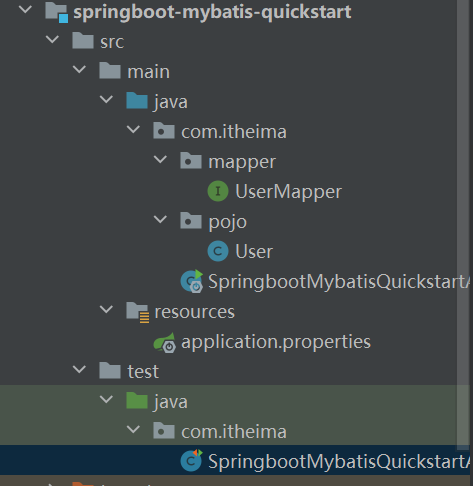 springboot-mybatis-quickstart
src
main
java
com.itheima
mapper
I UserMapper
pojo
C User
C SpringbootMybatisQuickstartA
resources
application.properties
test
java
com.itheima
C SpringbootMybatisQuickstartA